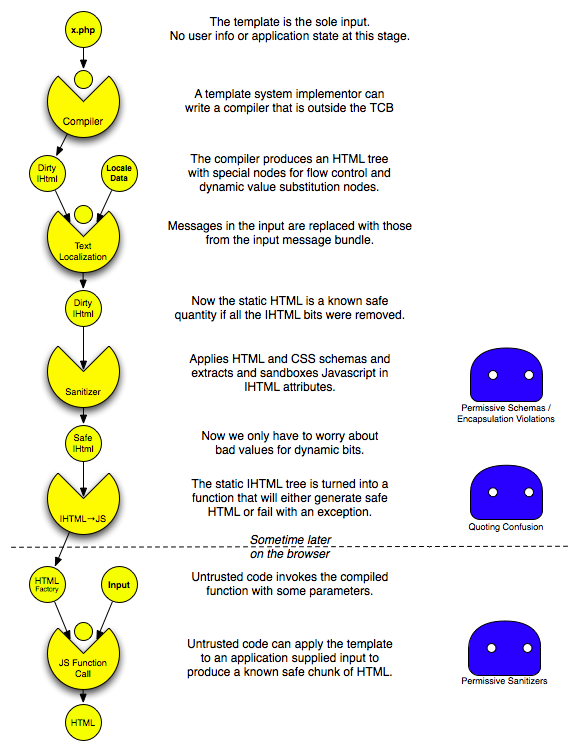 x.php
The template is the sole input.
No user info or application state at this stage.
Compiler
A template system implementor can
write a compiler that is outside the TCB
Dirty
IHtml
Locale
Data
The compiler produces an HTML tree
with special nodes for flow control and
dynamic value substitution nodes.
Text
Localization
Messages in the input are replaced with those
from the input message bundle.
Dirty
IHtml
Now the static HTML is a known safe
quantity if all the IHTML bits were removed.
Sanitizer
Applies HTML and CSS schemas and
extracts and sandboxes Javascript in
IHTML attributes.
Permissive Schemas /
Encapsulation Violations
Safe
IHtml
Now we only have to worry about
bad values for dynamic bits.
IHTML→JS
The static IHTML tree is turned into a
function that will either generate safe
HTML or fail with an exception.
Quoting Confusion
Sometime later
on the browser
HTML
Factory
Input
Untrusted code invokes the compiled
function with some parameters.
JS Function
Call
Untrusted code can apply the template
to an application supplied input to
produce a known safe chunk of HTML.
Permissive Sanitizers
HTML